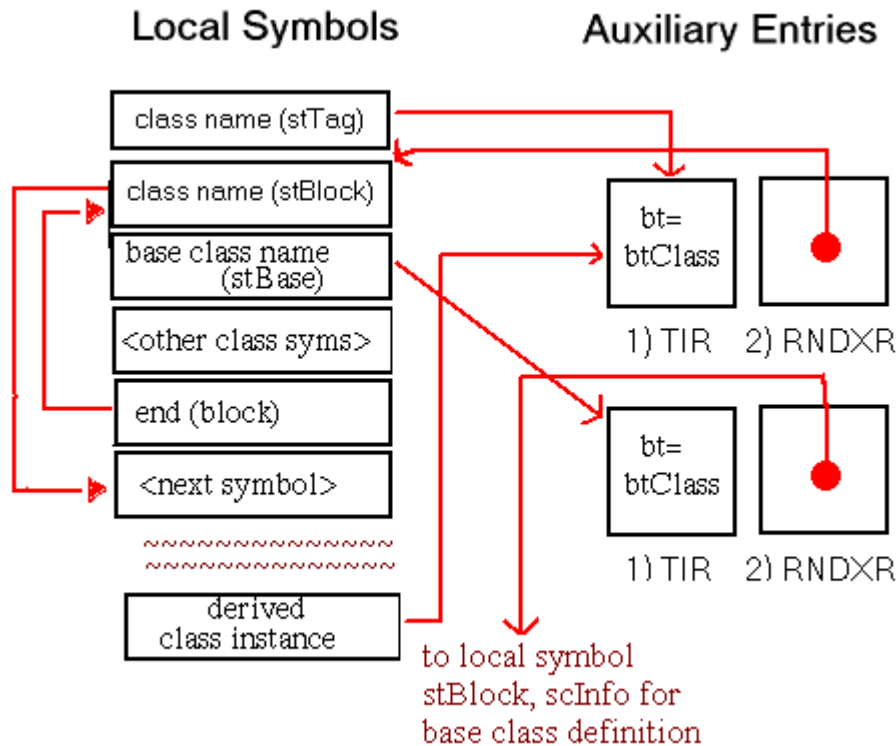 Local Symbols
Auxiliary Entries
class name (stTag)
class name (stBlock)
base class name
(stBase)
<other class syms>
end (block)
<next symbol>
~~~~~~~~~~~~~~
~~~~~~~~~~~~~~
derived
class instance
bt=
btClass
1) TIR
2) RNDXR
bt=
btClass
1) TIR
2) RNDXR
to local symbol
stBlock, scInfo for
base class definition